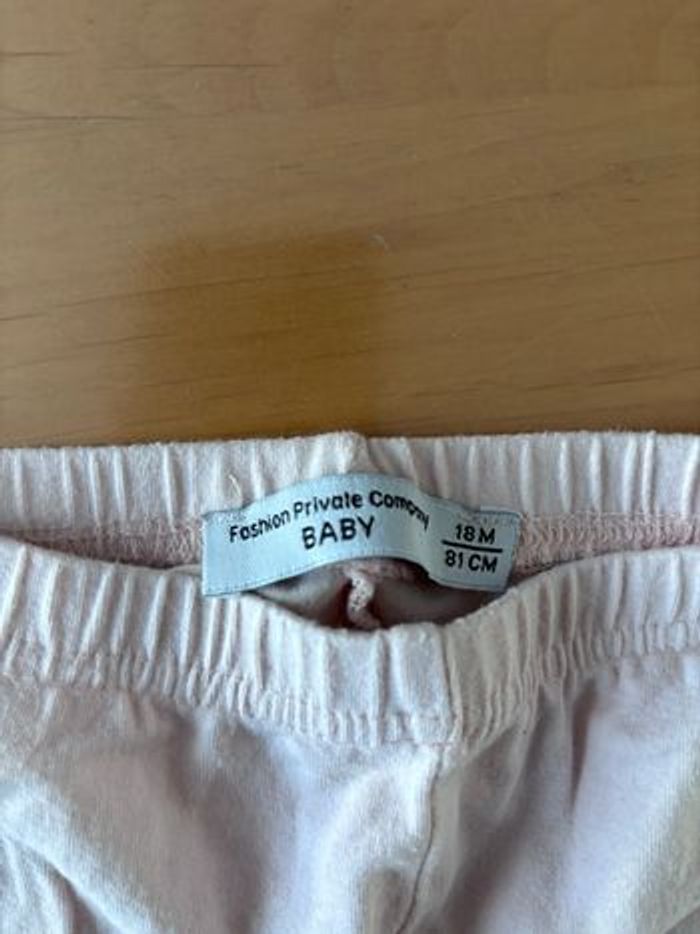 Fashion Private Company
BABY
18 M
81 CM